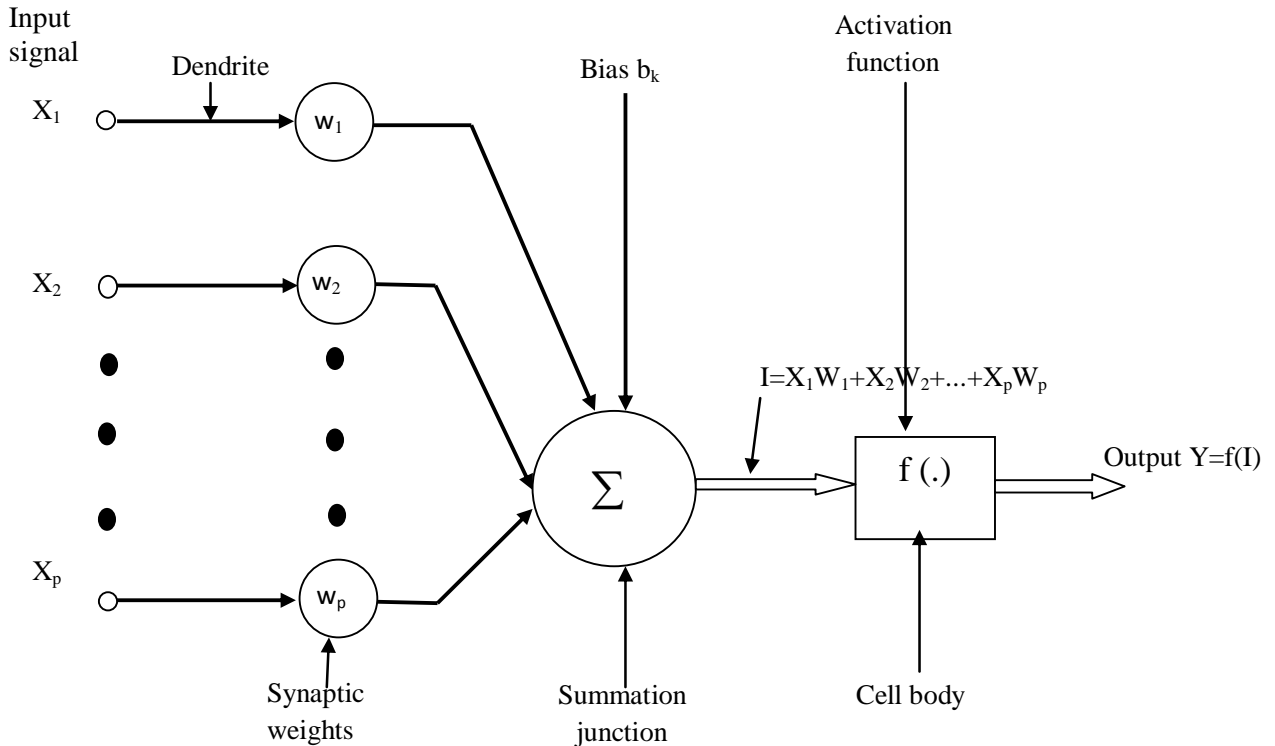 Input
signal
Dendrite
Bias bₖ
Activation
function
X₁
w₁
X₂
w₂
I=X₁W₁+X₂W₂+...+XₚWₚ
f (.)
Output Y=f(I)
Σ
Xₚ
wₚ
Synaptic
weights
Summation
junction
Cell body